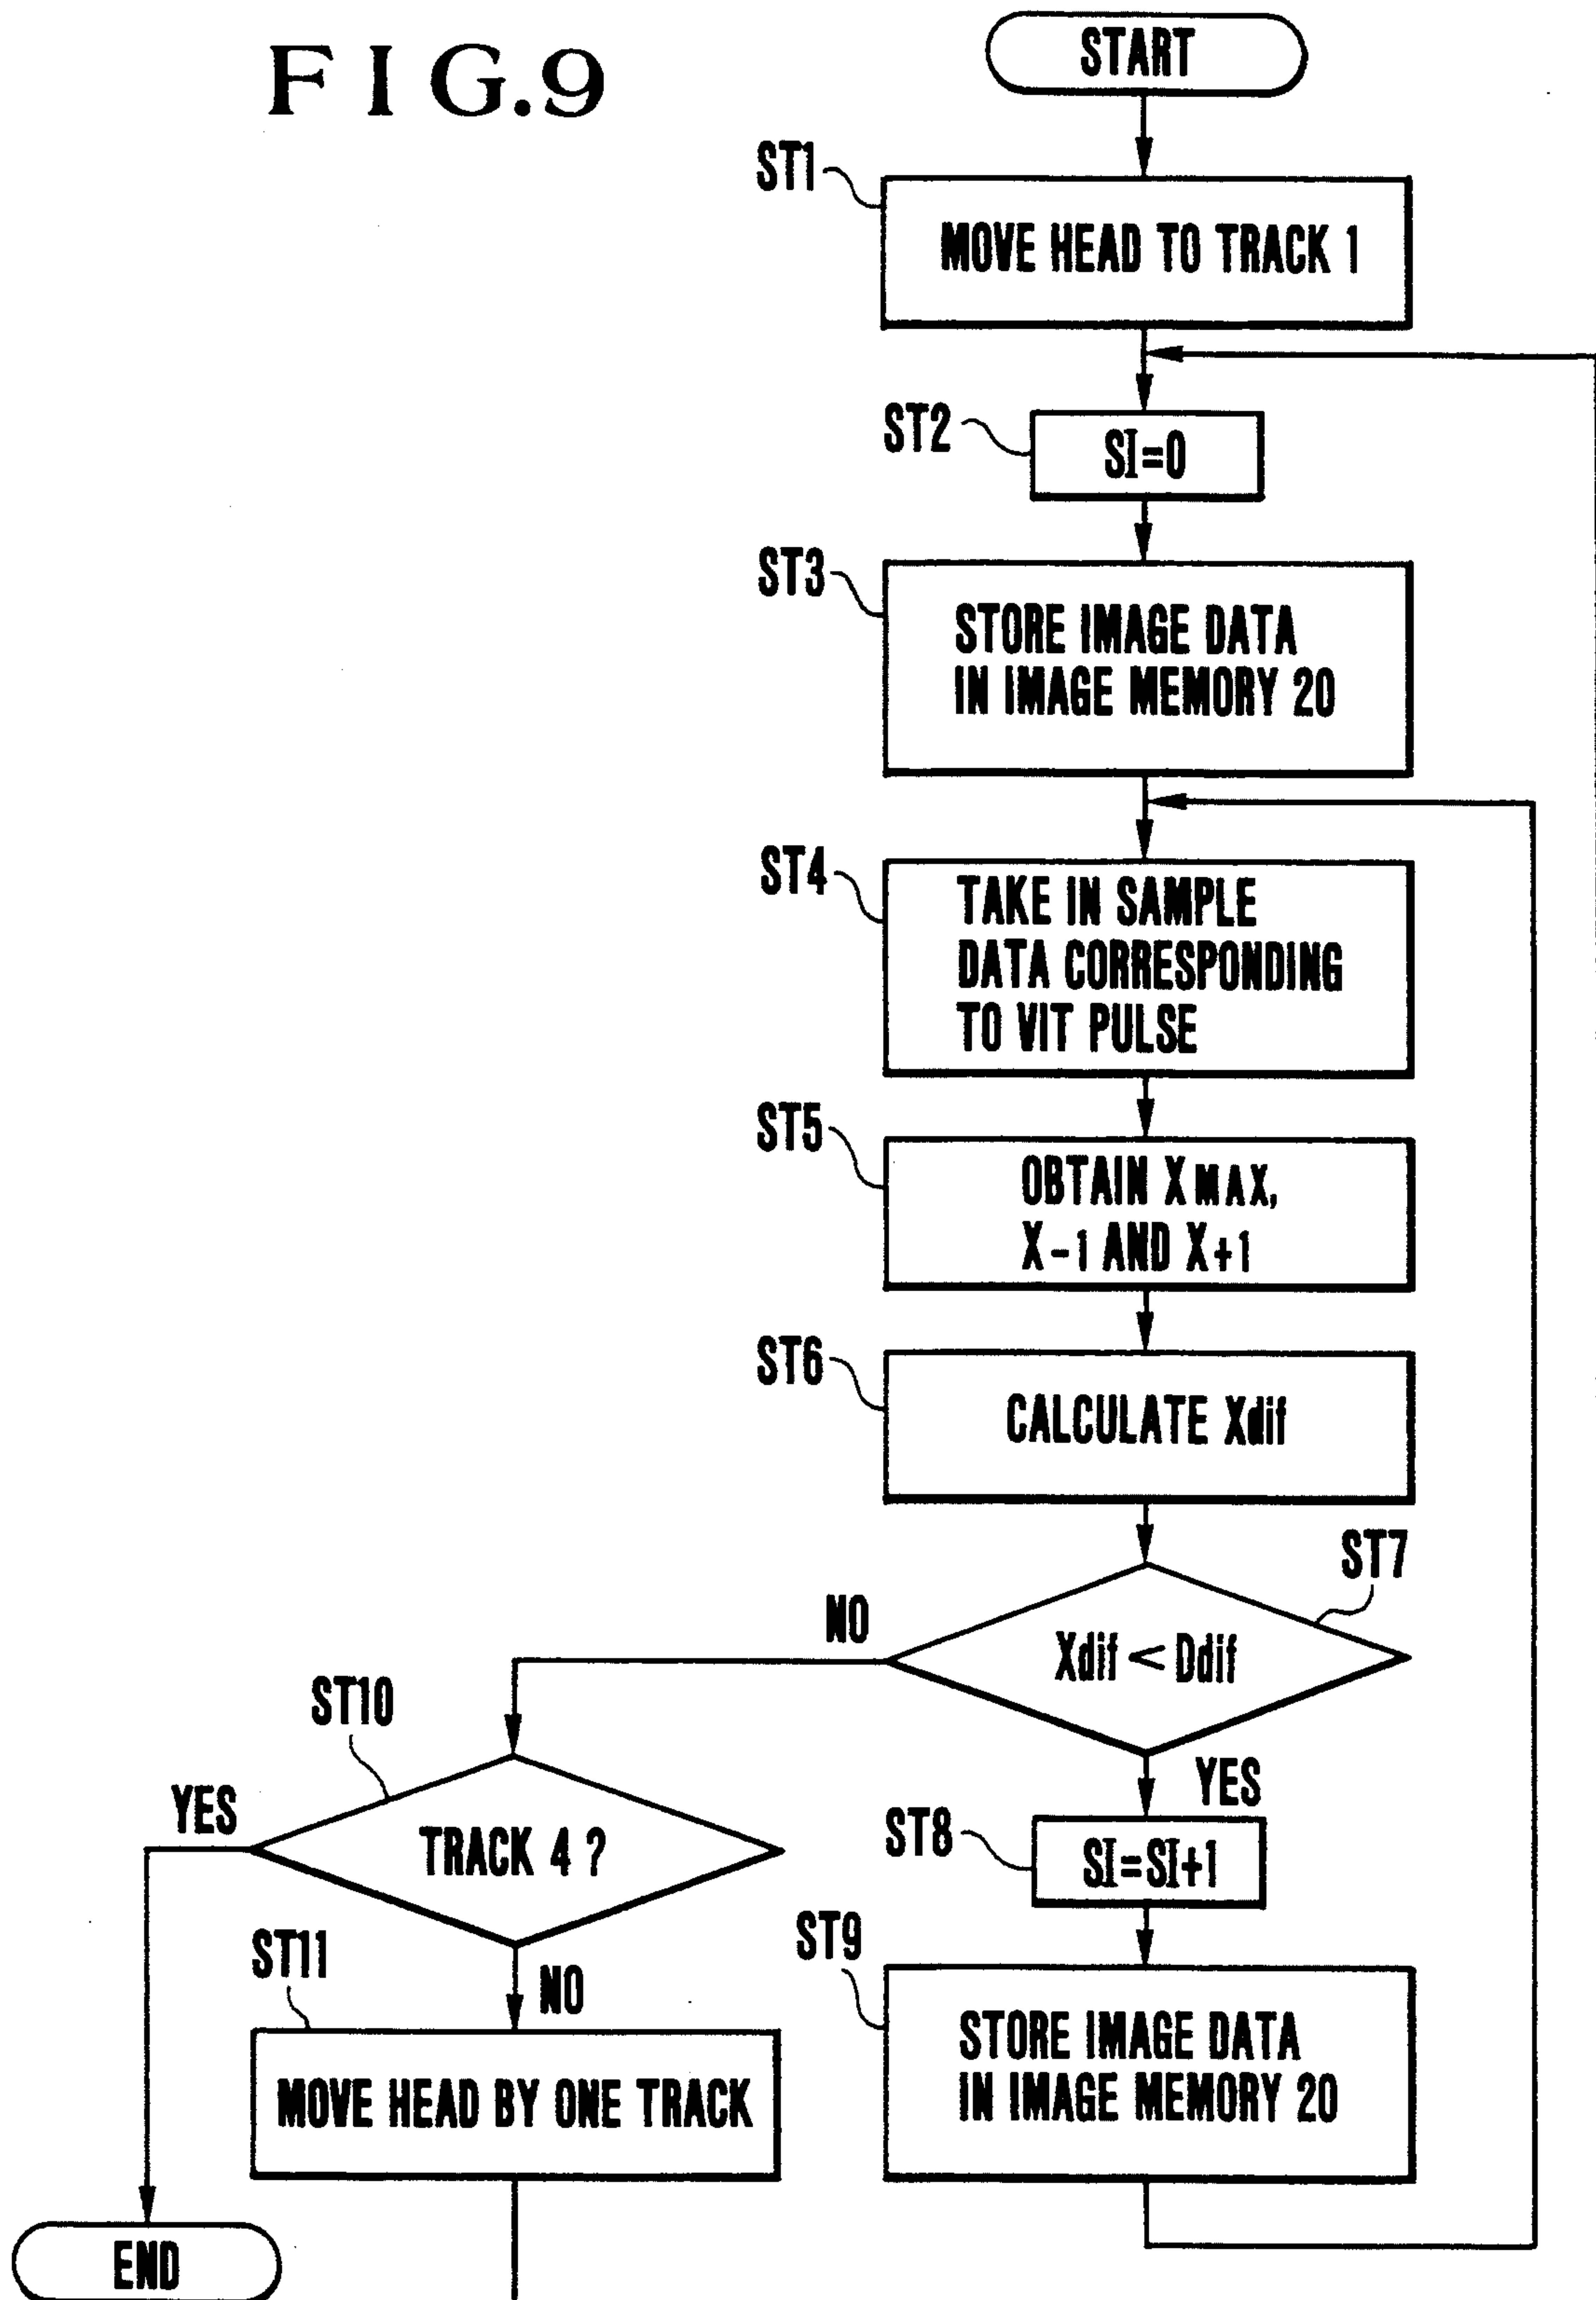 FIG.9
START
ST1
MOVE HEAD TO TRACK 1
ST2
SI=0
ST3
STORE IMAGE DATA
IN IMAGE MEMORY 20
ST4
TAKE IN SAMPLE
DATA CORRESPONDING
TO VIT PULSE
ST5
OBTAIN XMAX,
X-1 AND X+1
ST6
CALCULATE Xdif
ST7
Xdif < Ddif
NO
YES
ST8
SI=SI+1
ST9
STORE IMAGE DATA
IN IMAGE MEMORY 20
ST10
TRACK 4 ?
YES
NO
ST11
MOVE HEAD BY ONE TRACK
END